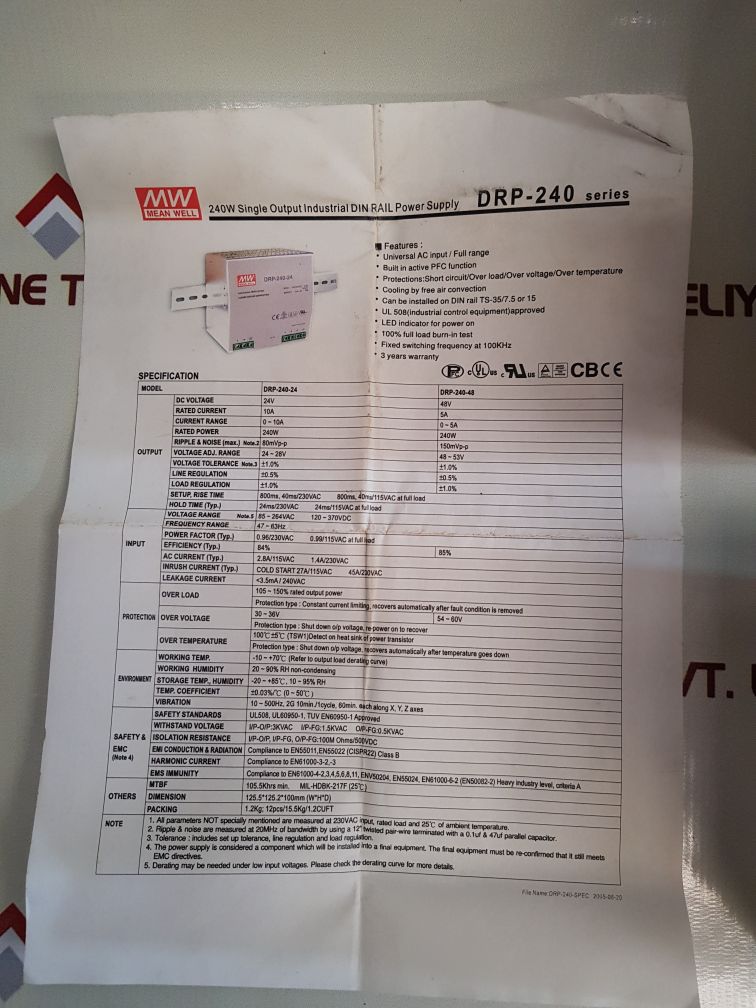 MW
MEAN WELL
240W Single Output Industrial DIN RAIL Power Supply DRP-240 series
NE T
ELIY
VT. U
MW
DRP-240-24
■ Features :
• Universal AC input / Full range
• Built in active PFC function
• Protections:Short circuit/Over load/Over voltage/Over temperature
• Cooling by free air convection
• Can be installed on DIN rail TS-35/7.5 or 15
• UL 508(industrial control equipment)approved
• LED indicator for power on
• 100% full load burn-in test
• Fixed switching frequency at 100KHz
• 3 years warranty
c UL us c RU us CB CE
SPECIFICATION
MODEL DRP-240-24 DRP-240-48
OUTPUT
DC VOLTAGE 24V 48V
RATED CURRENT 10A 5A
CURRENT RANGE 0 ~ 10A 0 ~ 5A
RATED POWER 240W 240W
RIPPLE & NOISE (max.) Note.2 80mVp-p 150mVp-p
VOLTAGE ADJ. RANGE 24 ~ 28V 48 ~ 53V
VOLTAGE TOLERANCE Note.3 ±1.0% ±1.0%
LINE REGULATION ±0.5% ±0.5%
LOAD REGULATION ±1.0% ±1.0%
SETUP, RISE TIME 800ms, 40ms/230VAC 800ms, 40ms/115VAC at full load
HOLD TIME (Typ.) 24ms/230VAC 24ms/115VAC at full load
INPUT
VOLTAGE RANGE Note.5 85 ~ 264VAC 120 ~ 370VDC
FREQUENCY RANGE 47 ~ 63Hz
POWER FACTOR (Typ.) 0.96/230VAC 0.99/115VAC at full load
EFFICIENCY (Typ.) 84% 85%
AC CURRENT (Typ.) 2.8A/115VAC 1.4A/230VAC
INRUSH CURRENT (Typ.) COLD START 27A/115VAC 45A/230VAC
LEAKAGE CURRENT <3.5mA / 240VAC
PROTECTION
OVER LOAD 105 ~ 150% rated output power
Protection type : Constant current limiting, recovers automatically after fault condition is removed
OVER VOLTAGE 30 ~ 36V 54 ~ 60V
Protection type : Shut down o/p voltage, re-power on to recover
OVER TEMPERATURE 100℃ ±5℃ (TSW1)Detect on heat sink of power transistor
Protection type : Shut down o/p voltage, recovers automatically after temperature goes down
ENVIRONMENT
WORKING TEMP. -10 ~ +70℃ (Refer to output load derating curve)
WORKING HUMIDITY 20 ~ 90% RH non-condensing
STORAGE TEMP., HUMIDITY -20 ~ +85℃, 10 ~ 95% RH
TEMP. COEFFICIENT ±0.03%/℃ (0 ~ 50℃)
VIBRATION 10 ~ 500Hz, 2G 10min./1cycle, 60min. each along X, Y, Z axes
SAFETY &
EMC
(Note 4)
SAFETY STANDARDS UL508, UL60950-1, TUV EN60950-1 Approved
WITHSTAND VOLTAGE I/P-O/P:3KVAC I/P-FG:1.5KVAC O/P-FG:0.5KVAC
ISOLATION RESISTANCE I/P-O/P, I/P-FG, O/P-FG:100M Ohms/500VDC
EMI CONDUCTION & RADIATION Compliance to EN55011,EN55022 (CISPR22) Class B
HARMONIC CURRENT Compliance to EN61000-3-2,-3
EMS IMMUNITY Compliance to EN61000-4-2,3,4,5,6,8,11, ENV50204, EN55024, EN61000-6-2 (EN50082-2) Heavy industry level, criteria A
OTHERS
MTBF 105.5Khrs min. MIL-HDBK-217F (25℃)
DIMENSION 125.5*125.2*100mm (W*H*D)
PACKING 1.2Kg; 12pcs/15.5Kg/1.2CUFT
NOTE
1. All parameters NOT specially mentioned are measured at 230VAC input, rated load and 25℃ of ambient temperature.
2. Ripple & noise are measured at 20MHz of bandwidth by using a 12" twisted pair-wire terminated with a 0.1uf & 47uf parallel capacitor.
3. Tolerance : includes set up tolerance, line regulation and load regulation.
4. The power supply is considered a component which will be installed into a final equipment. The final equipment must be re-confirmed that it still meets
EMC directives.
5. Derating may be needed under low input voltages. Please check the derating curve for more details.
File Name:DRP-240-SPEC 2005-06-20